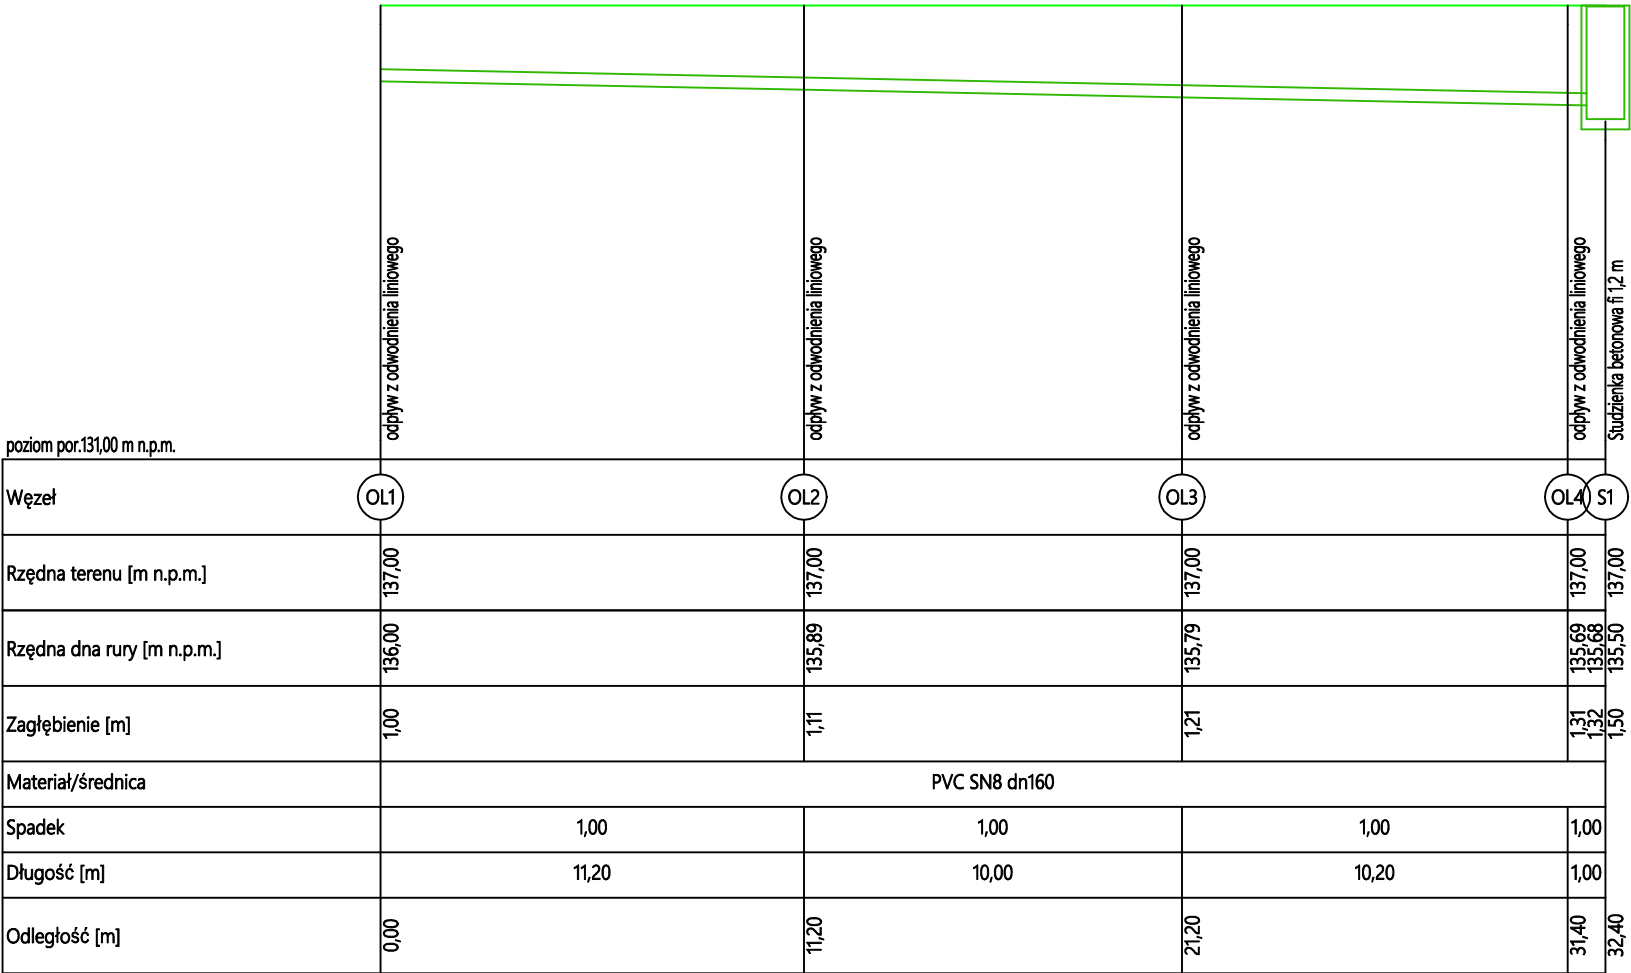 odpływ z odwodnienia liniowego
odpływ z odwodnienia liniowego
odpływ z odwodnienia liniowego
odpływ z odwodnienia liniowego
Studzienka betonowa fi 1,2 m
poziom por.131,00 m n.p.m.
Węzeł OL1 OL2 OL3 OL4 S1
Rzędna terenu [m n.p.m.] 137,00 137,00 137,00 137,00 137,00
Rzędna dna rury [m n.p.m.] 136,00 135,89 135,79 135,69 135,68 135,50
Zagłębienie [m] 1,00 1,11 1,21 1,31 1,32 1,50
Materiał/średnica PVC SN8 dn160
Spadek 1,00 1,00 1,00 1,00
Długość [m] 11,20 10,00 10,20 1,00
Odległość [m] 0,00 11,20 21,20 31,40 32,40